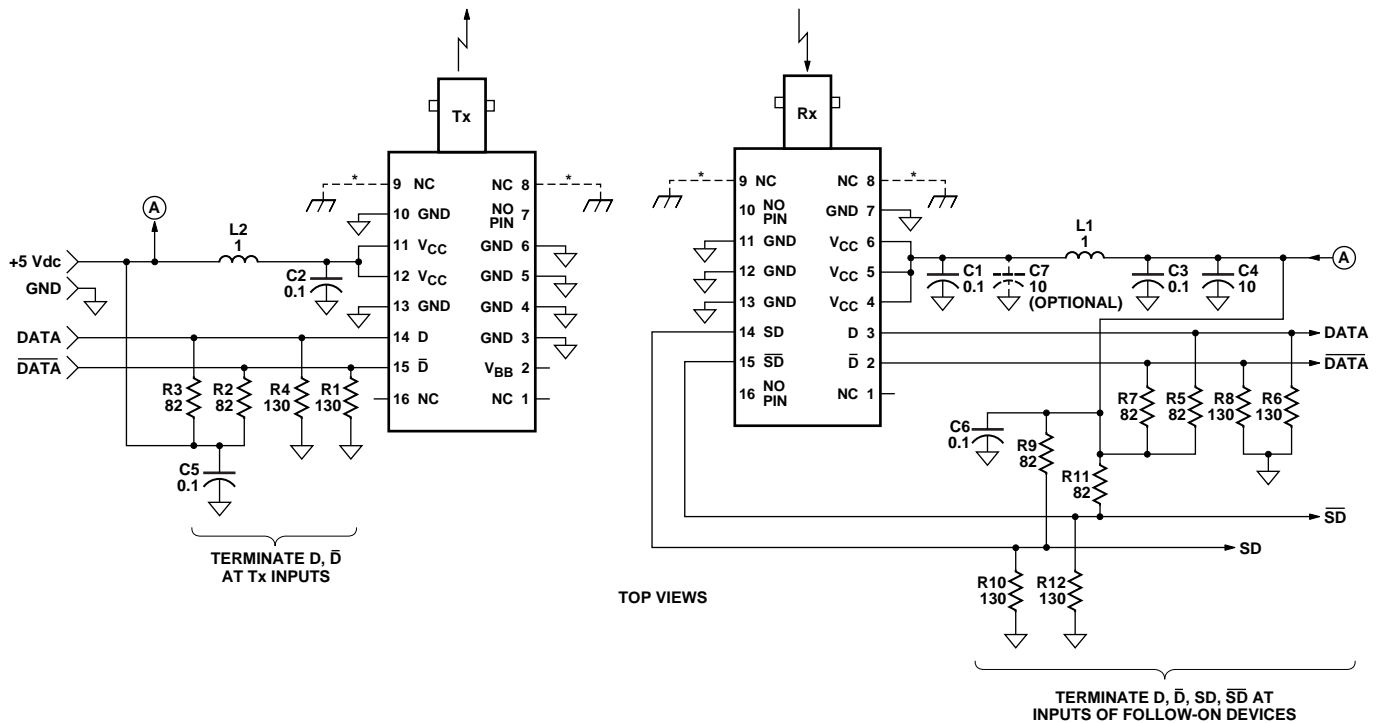 Tx
Rx
*
9 NC
NC 8
*
10 GND
NO PIN 7
11 VCC
GND 6
12 VCC
GND 5
13 GND
GND 4
14 D
GND 3
15 D̅
VBB 2
16 NC
NC 1
A
+5 Vdc
GND
DATA
D̅A̅T̅A̅
L2
1
C2
0.1
R3
82
R2
82
R4
130
R1
130
C5
0.1
TERMINATE D, D̅
AT Tx INPUTS
*
9 NC
NC 8
*
10 NO PIN
GND 7
11 GND
VCC 6
12 GND
VCC 5
13 GND
VCC 4
14 SD
D 3
15 S̅D̅
D̅ 2
16 NO PIN
NC 1
L1
1
A
C1
0.1
C7
10
(OPTIONAL)
C3
0.1
C4
10
DATA
D̅A̅T̅A̅
R7
82
R5
82
R8
130
R6
130
C6
0.1
R9
82
R11
82
S̅D̅
SD
R10
130
R12
130
TOP VIEWS
TERMINATE D, D̅, SD, S̅D̅ AT
INPUTS OF FOLLOW-ON DEVICES